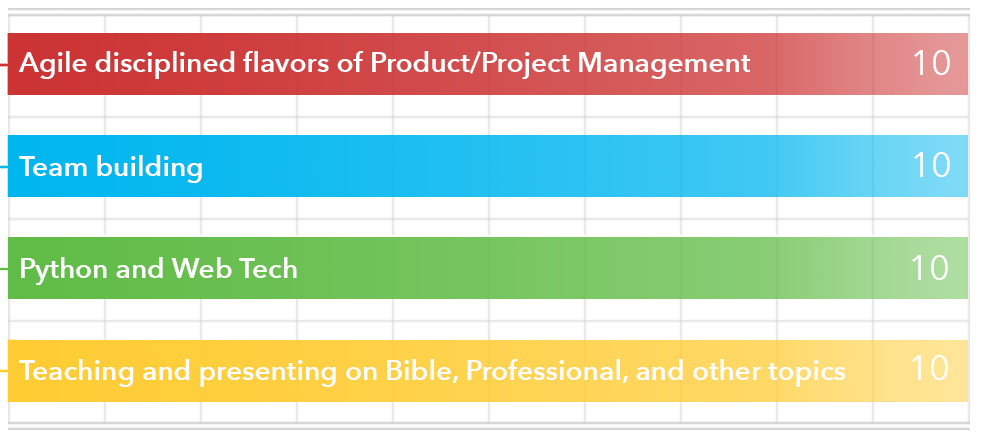 Agile disciplined flavors of Product/Project Management 10
Team building 10
Python and Web Tech 10
Teaching and presenting on Bible, Professional, and other topics 10